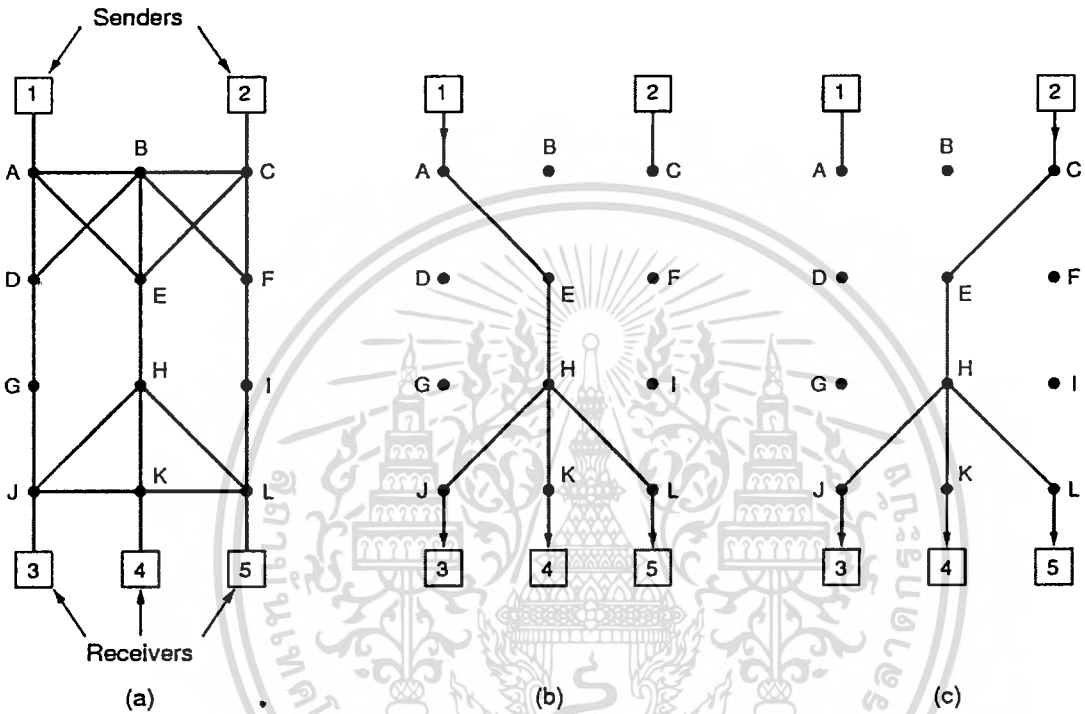 Senders
1 2
A B C
D E F
G H I
J K L
3 4 5
Receivers
(a)
1 2
A B C
D E F
G H I
J K L
3 4 5
(b)
1 2
A B C
D E F
G H I
J K L
3 4 5
(c)